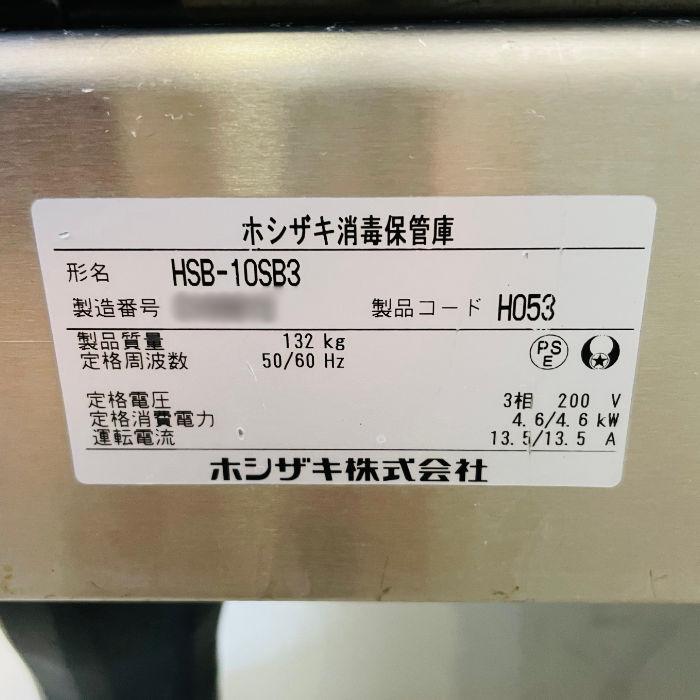 ホシザキ消毒保管庫
形名 HSB-10SB3
製造番号 製品コード H053
製品質量 132 kg
定格周波数 50/60 Hz
PS
E
定格電圧 3相 200 V
定格消費電力 4.6/4.6 kW
運転電流 13.5/13.5 A
ホシザキ株式会社